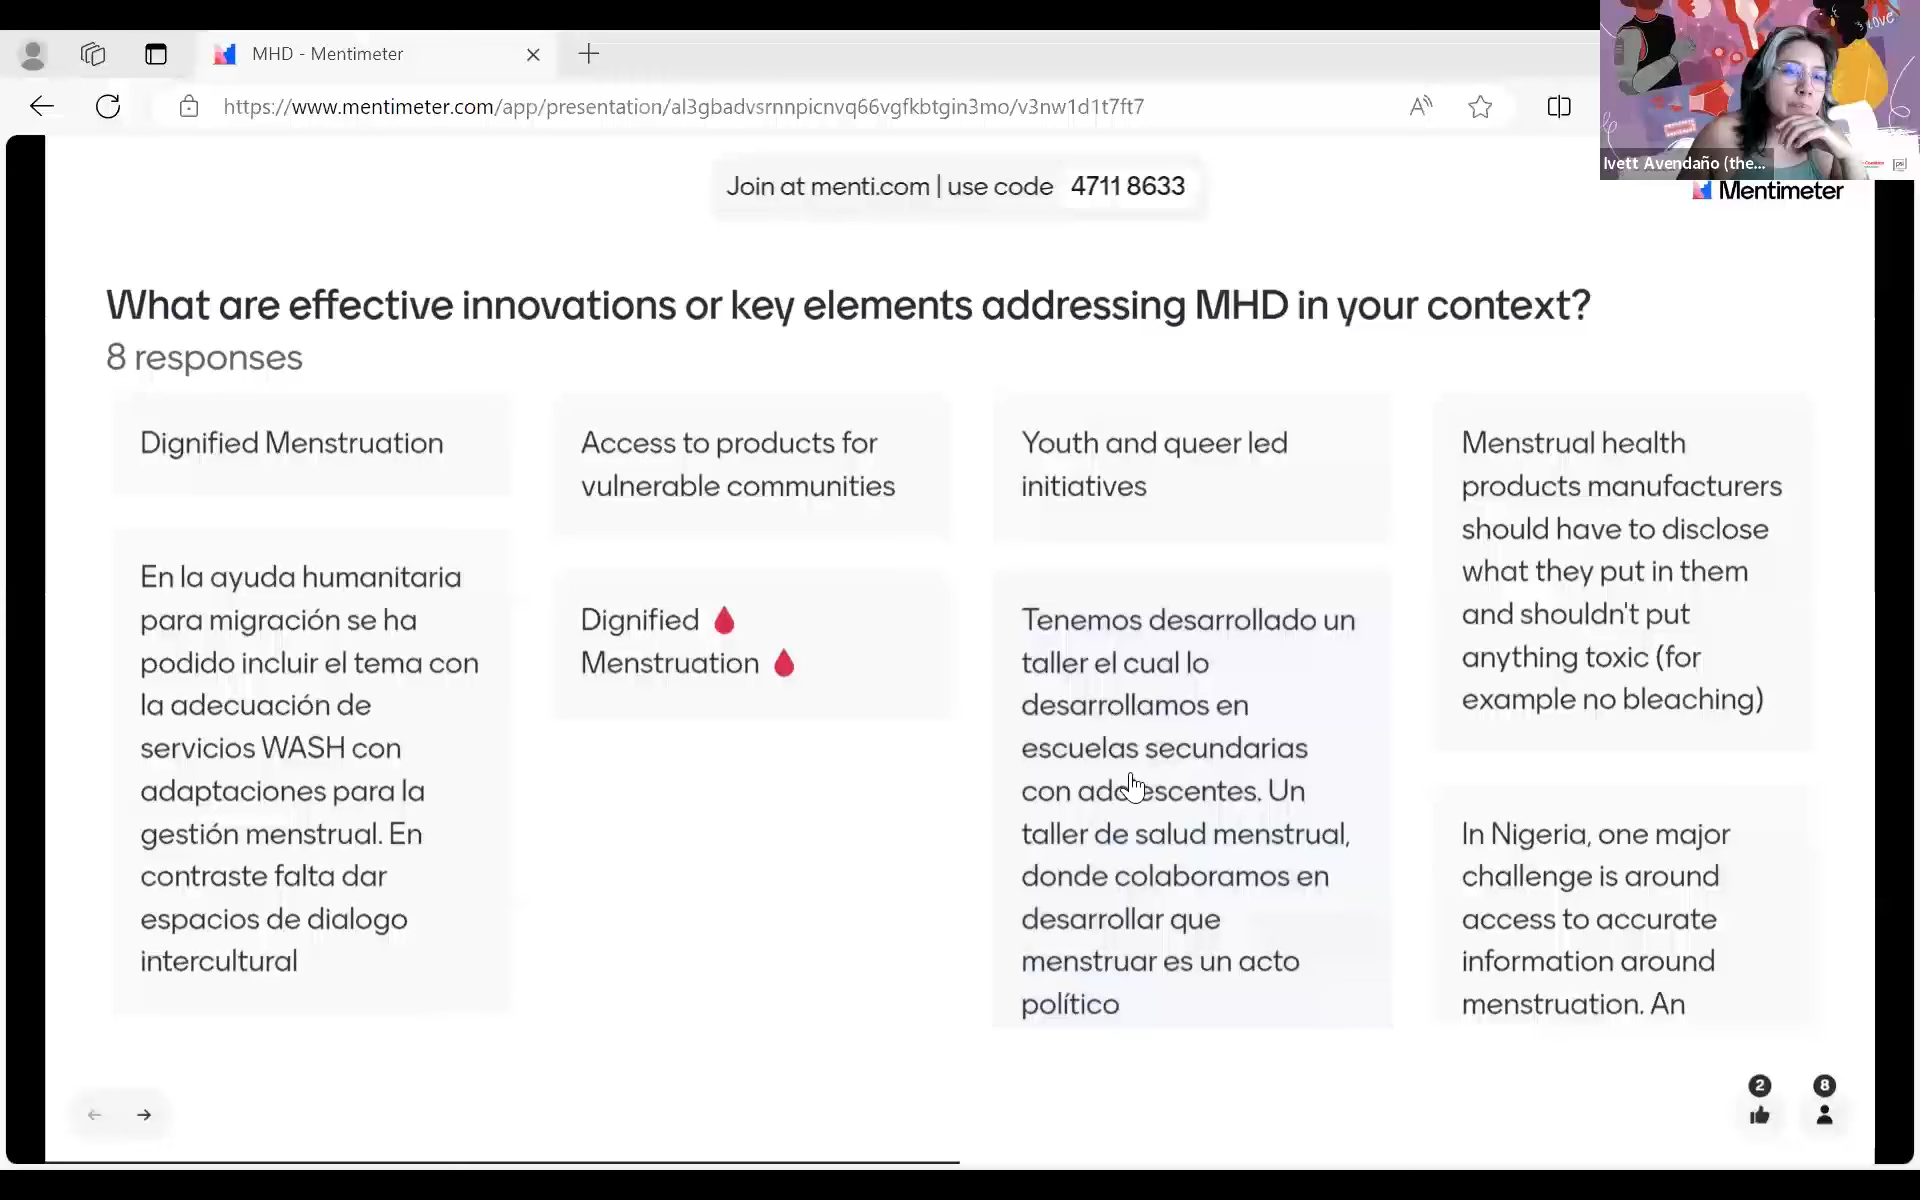 MHD - Mentimeter
https://www.mentimeter.com/app/presentation/al3gbadvsrnnpicnvq66vgfkbtgin3mo/v3nw1d1t7ft7
LOVE
Ivett Avendaño (the...
Join at menti.com | use code 4711 8633
Mentimeter
What are effective innovations or key elements addressing MHD in your context?
8 responses
Dignified Menstruation
En la ayuda humanitaria
para migración se ha
podido incluir el tema con
la adecuación de
servicios WASH con
adaptaciones para la
gestión menstrual. En
contraste falta dar
espacios de dialogo
intercultural
Access to products for
vulnerable communities
Dignified 🩸
Menstruation 🩸
Youth and queer led
initiatives
Tenemos desarrollado un
taller el cual lo
desarrollamos en
escuelas secundarias
con adolescentes. Un
taller de salud menstrual,
donde colaboramos en
desarrollar que
menstruar es un acto
político
Menstrual health
products manufacturers
should have to disclose
what they put in them
and shouldn't put
anything toxic (for
example no bleaching)
In Nigeria, one major
challenge is around
access to accurate
information around
menstruation. An
2
8